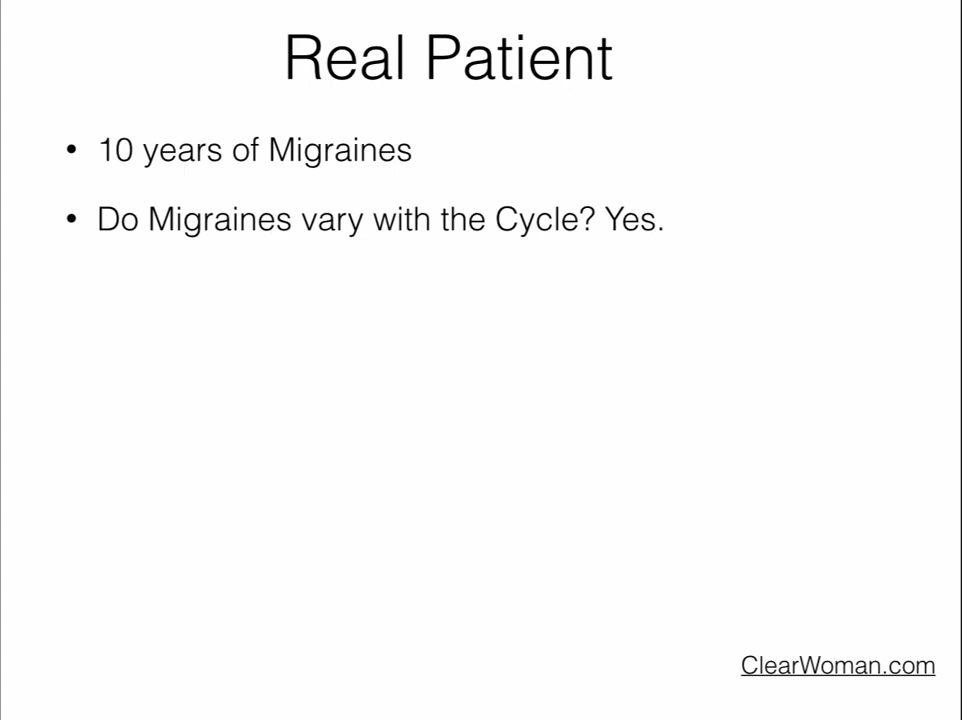 Real Patient
• 10 years of Migraines
• Do Migraines vary with the Cycle? Yes.
ClearWoman.com